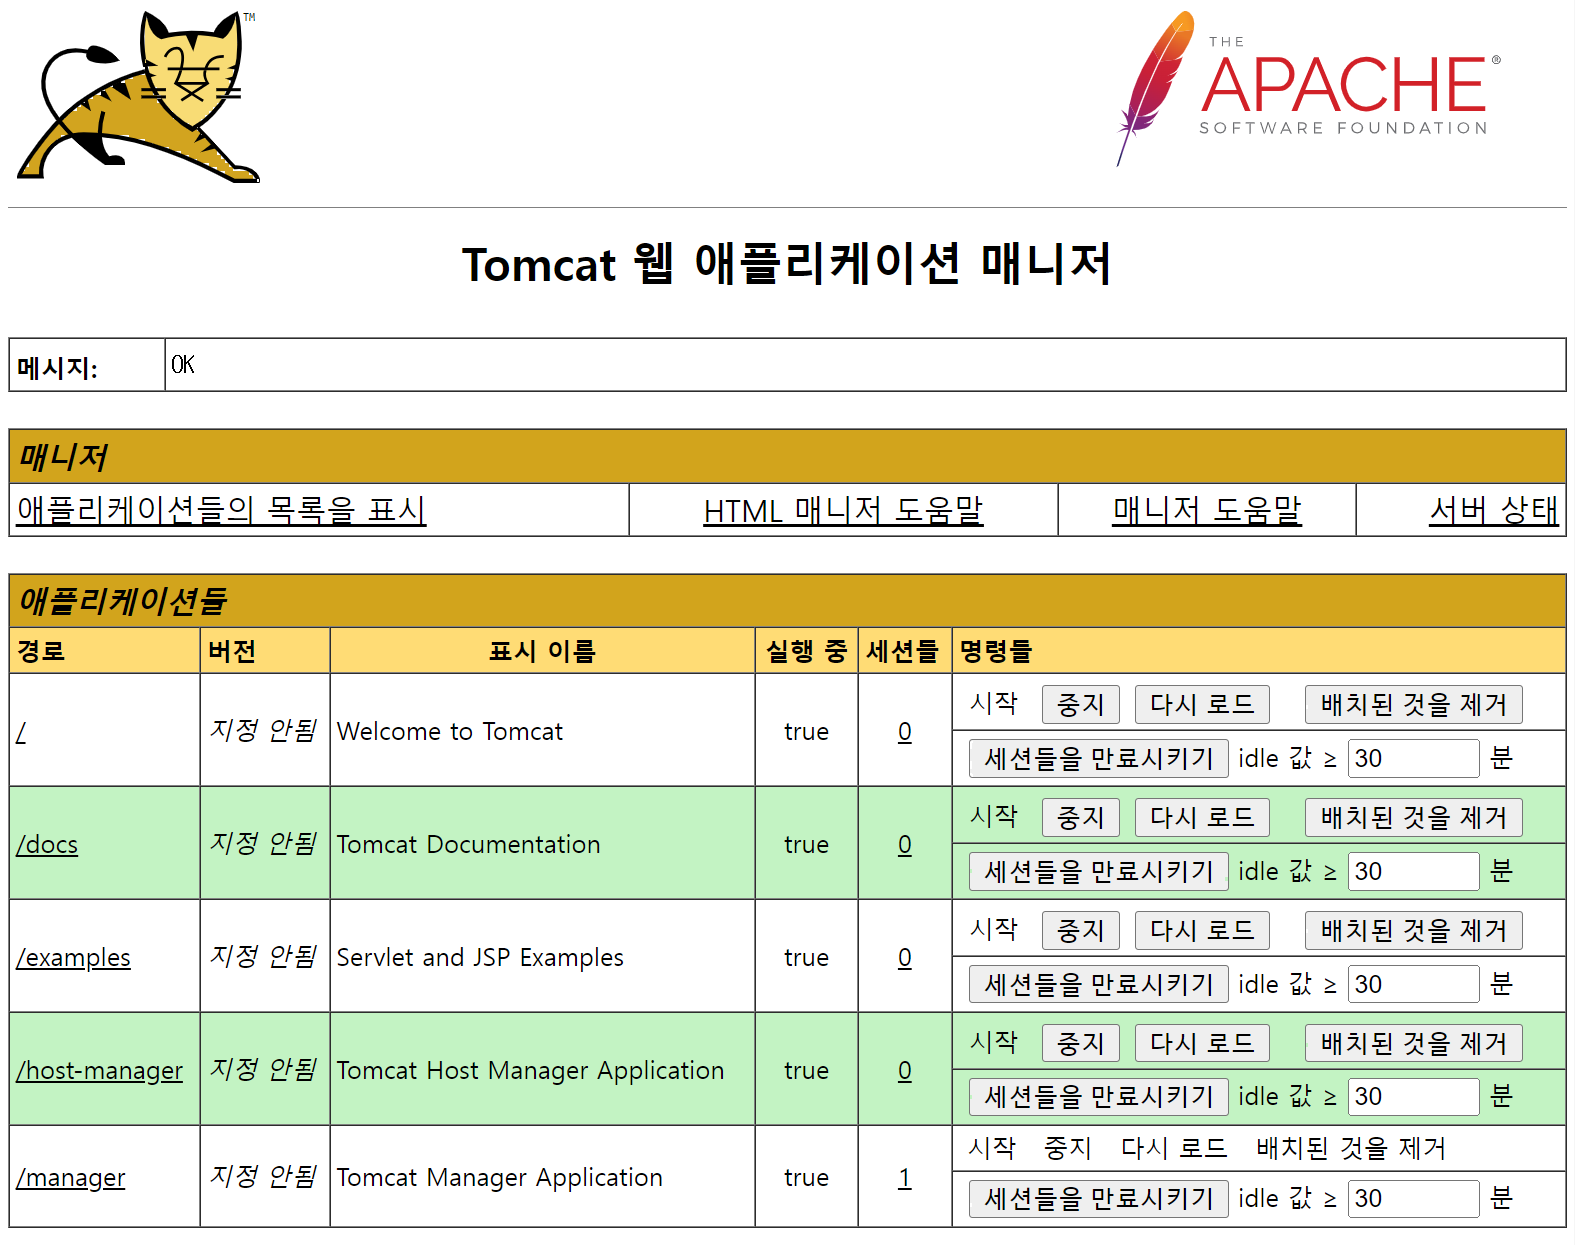 TM
THE
APACHE®
SOFTWARE FOUNDATION
Tomcat 웹 애플리케이션 매니저
메시지: OK
매니저
애플리케이션들의 목록을 표시 HTML 매니저 도움말 매니저 도움말 서버 상태
애플리케이션들
경로 버전 표시 이름 실행 중 세션들 명령들
/ 지정 안됨 Welcome to Tomcat true 0 시작 중지 다시 로드 배치된 것을 제거
세션들을 만료시키기 idle 값 ≥ 30 분
/docs 지정 안됨 Tomcat Documentation true 0 시작 중지 다시 로드 배치된 것을 제거
세션들을 만료시키기 idle 값 ≥ 30 분
/examples 지정 안됨 Servlet and JSP Examples true 0 시작 중지 다시 로드 배치된 것을 제거
세션들을 만료시키기 idle 값 ≥ 30 분
/host-manager 지정 안됨 Tomcat Host Manager Application true 0 시작 중지 다시 로드 배치된 것을 제거
세션들을 만료시키기 idle 값 ≥ 30 분
/manager 지정 안됨 Tomcat Manager Application true 1 시작 중지 다시 로드 배치된 것을 제거
세션들을 만료시키기 idle 값 ≥ 30 분